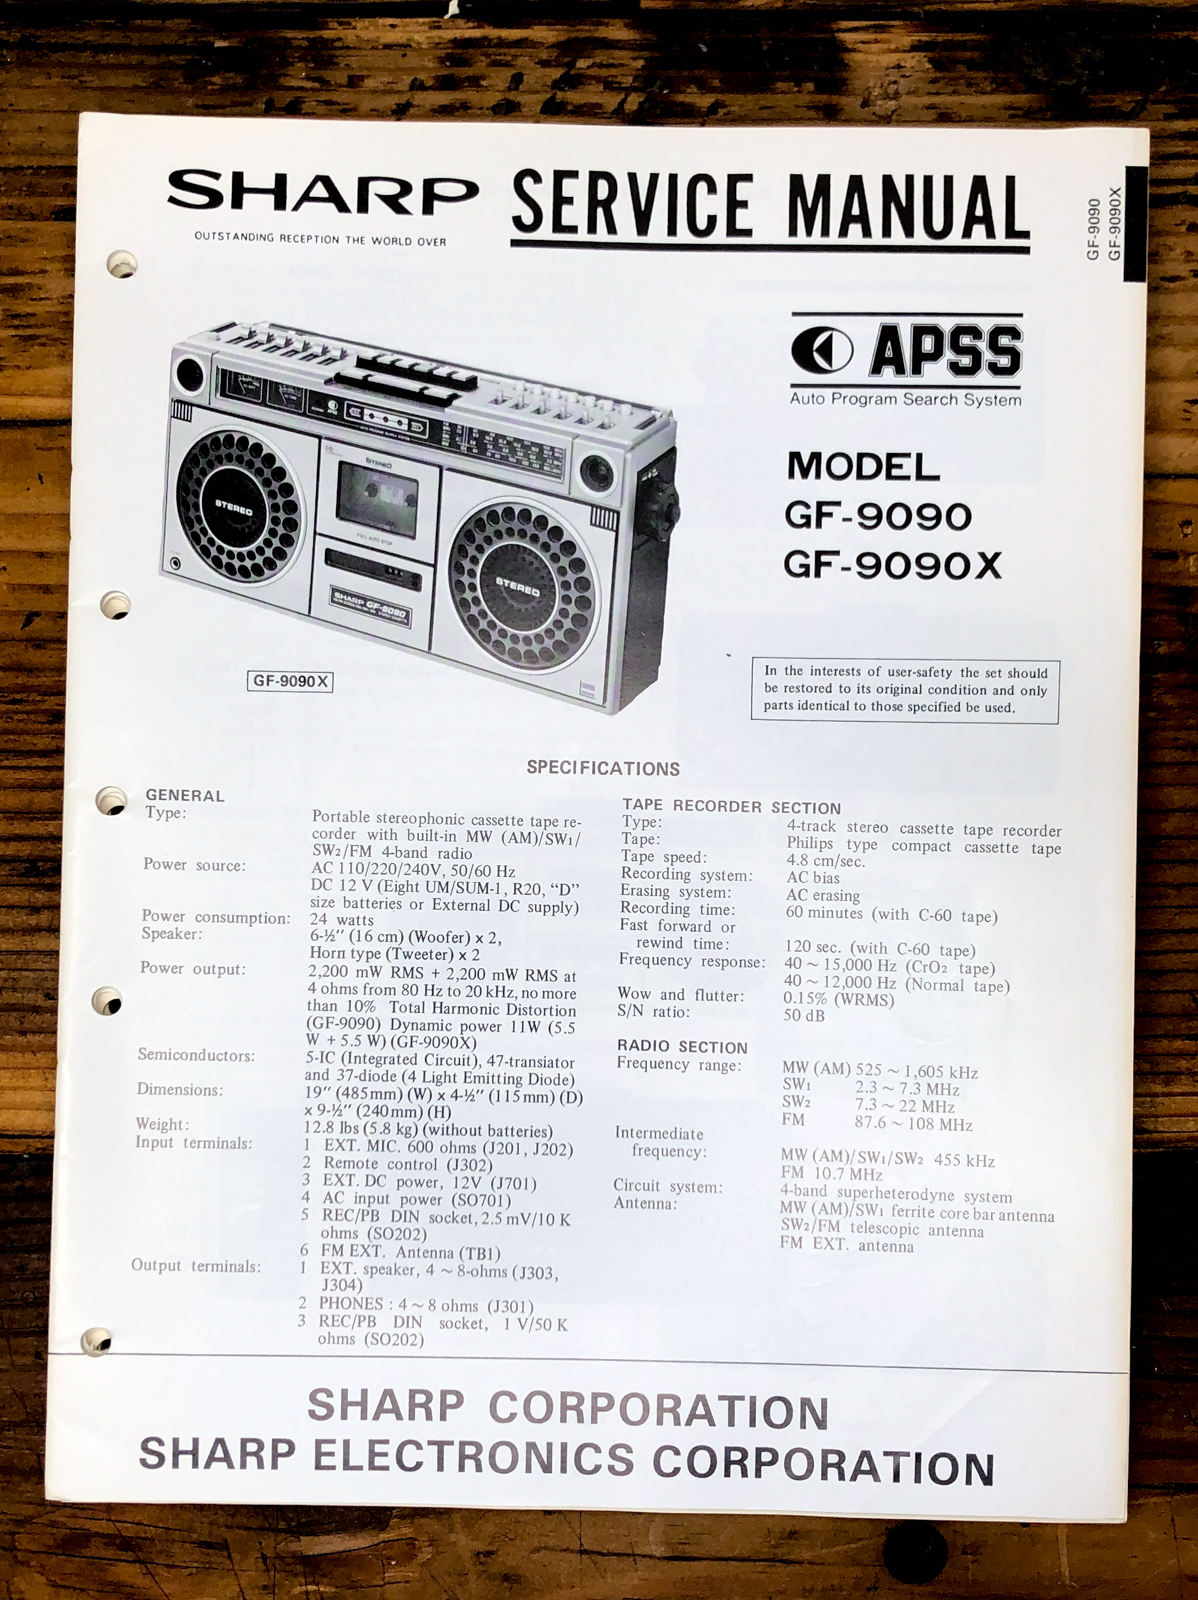 SHARP SERVICE MANUAL
OUTSTANDING RECEPTION THE WORLD OVER
GF-9090
GF-9090X
APSS
Auto Program Search System
MODEL
GF-9090
GF-9090X
STEREO
STEREO
FULL AUTO STOP
STEREO
SHARP GF-9090
GF-9090X
In the interests of user-safety the set should
be restored to its original condition and only
parts identical to those specified be used.
SPECIFICATIONS
GENERAL
Type: Portable stereophonic cassette tape re-
corder with built-in MW (AM)/SW1/
SW2/FM 4-band radio
Power source: AC 110/220/240V, 50/60 Hz
DC 12 V (Eight UM/SUM-1, R20, “D”
size batteries or External DC supply)
Power consumption: 24 watts
Speaker: 6-½″ (16 cm) (Woofer) x 2,
Horn type (Tweeter) x 2
Power output: 2,200 mW RMS + 2,200 mW RMS at
4 ohms from 80 Hz to 20 kHz, no more
than 10% Total Harmonic Distortion
(GF-9090) Dynamic power 11W (5.5
W + 5.5 W) (GF-9090X)
Semiconductors: 5-IC (Integrated Circuit), 47-transiator
and 37-diode (4 Light Emitting Diode)
Dimensions: 19″ (485mm) (W) x 4-½″ (115mm) (D)
x 9-½″ (240mm) (H)
Weight: 12.8 lbs (5.8 kg) (without batteries)
Input terminals: 1 EXT. MIC. 600 ohms (J201, J202)
2 Remote control (J302)
3 EXT. DC power, 12V (J701)
4 AC input power (SO701)
5 REC/PB DIN socket, 2.5 mV/10 K
ohms (SO202)
6 FM EXT. Antenna (TB1)
Output terminals: 1 EXT. speaker, 4 ~ 8-ohms (J303,
J304)
2 PHONES : 4 ~ 8 ohms (J301)
3 REC/PB DIN socket, 1 V/50 K
ohms (SO202)
TAPE RECORDER SECTION
Type: 4-track stereo cassette tape recorder
Tape: Philips type compact cassette tape
Tape speed: 4.8 cm/sec.
Recording system: AC bias
Erasing system: AC erasing
Recording time: 60 minutes (with C-60 tape)
Fast forward or
rewind time: 120 sec. (with C-60 tape)
Frequency response: 40 ~ 15,000 Hz (CrO2 tape)
40 ~ 12,000 Hz (Normal tape)
Wow and flutter: 0.15% (WRMS)
S/N ratio: 50 dB
RADIO SECTION
Frequency range: MW (AM) 525 ~ 1,605 kHz
SW1 2.3 ~ 7.3 MHz
SW2 7.3 ~ 22 MHz
FM 87.6 ~ 108 MHz
Intermediate
frequency: MW (AM)/SW1/SW2 455 kHz
FM 10.7 MHz
Circuit system: 4-band superheterodyne system
Antenna: MW (AM)/SW1 ferrite core bar antenna
SW2/FM telescopic antenna
FM EXT. antenna
SHARP CORPORATION
SHARP ELECTRONICS CORPORATION